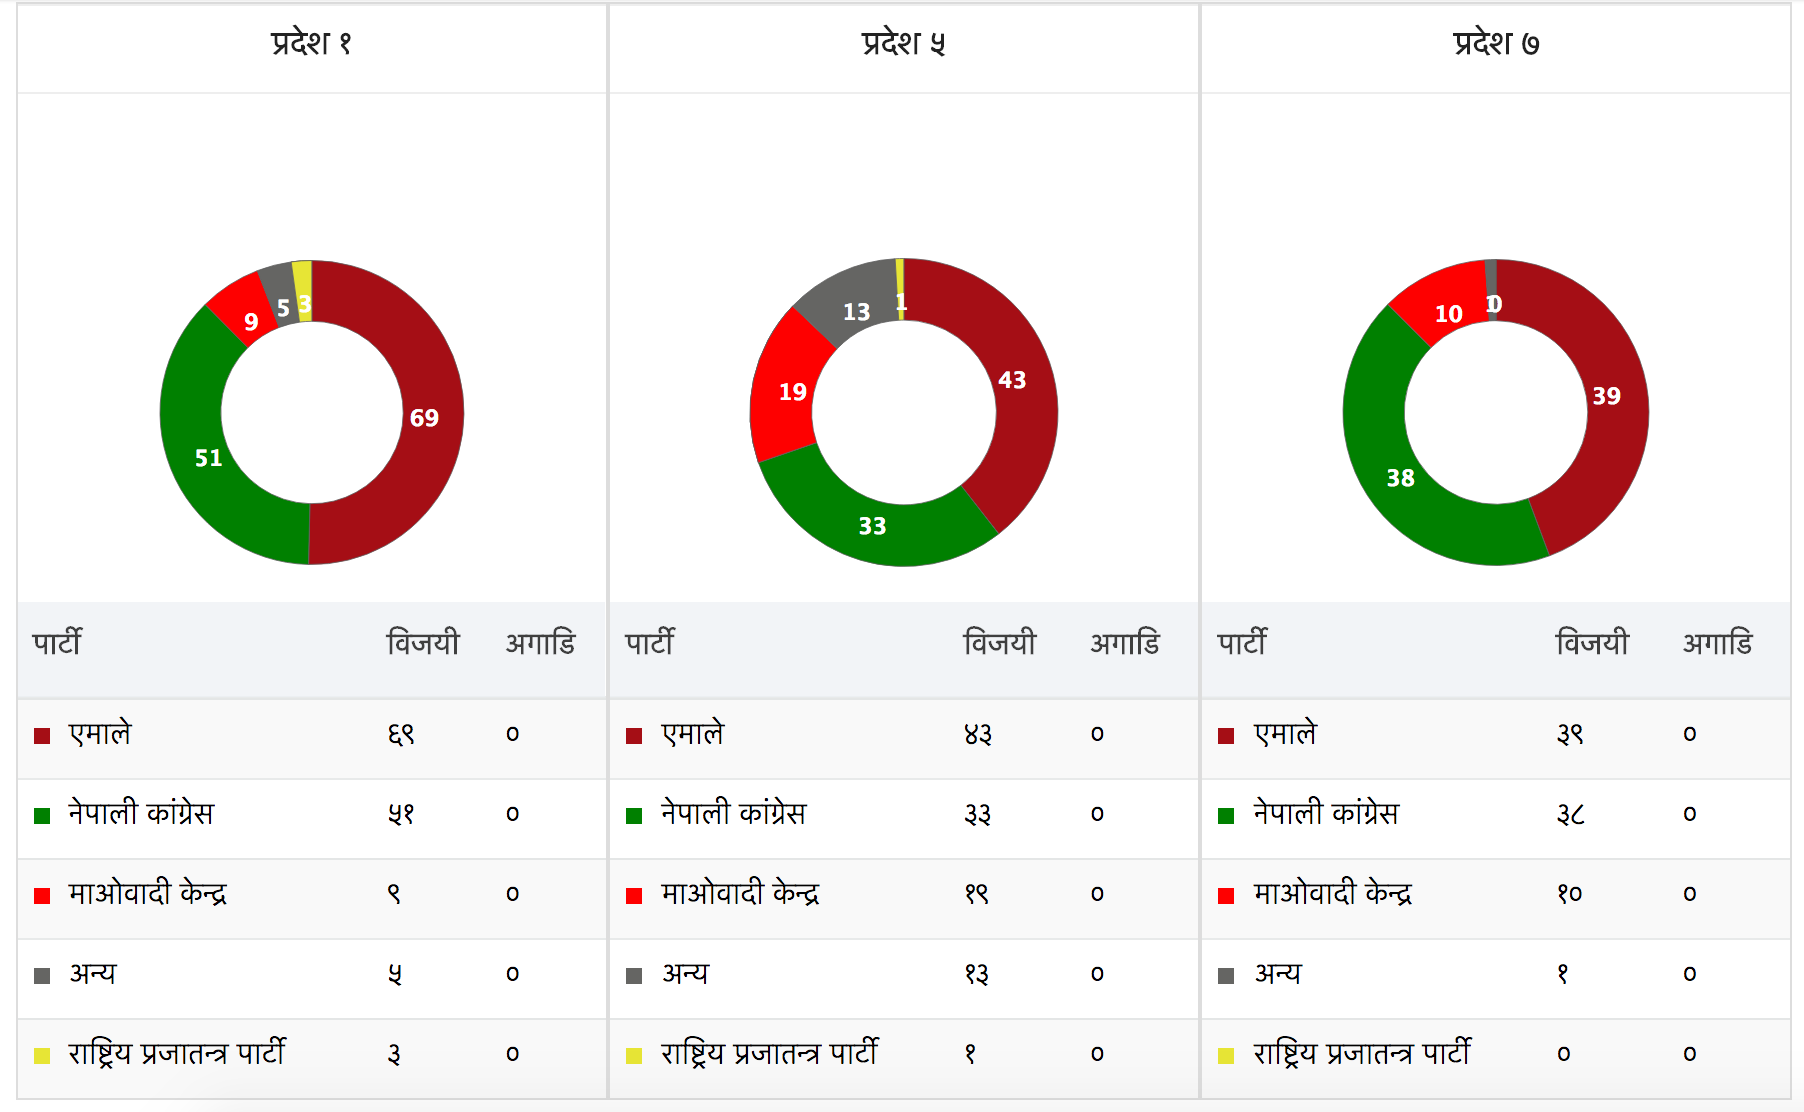 प्रदेश १
9
5
3
69
51
पार्टी विजयी अगाडि
एमाले ६९ ०
नेपाली कांग्रेस ५१ ०
माओवादी केन्द्र ९ ०
अन्य ५ ०
राष्ट्रिय प्रजातन्त्र पार्टी ३ ०
प्रदेश ५
13
1
19
43
33
पार्टी विजयी अगाडि
एमाले ४३ ०
नेपाली कांग्रेस ३३ ०
माओवादी केन्द्र १९ ०
अन्य १३ ०
राष्ट्रिय प्रजातन्त्र पार्टी १ ०
प्रदेश ७
10
1
0
39
38
पार्टी विजयी अगाडि
एमाले ३९ ०
नेपाली कांग्रेस ३८ ०
माओवादी केन्द्र १० ०
अन्य १ ०
राष्ट्रिय प्रजातन्त्र पार्टी ० ०